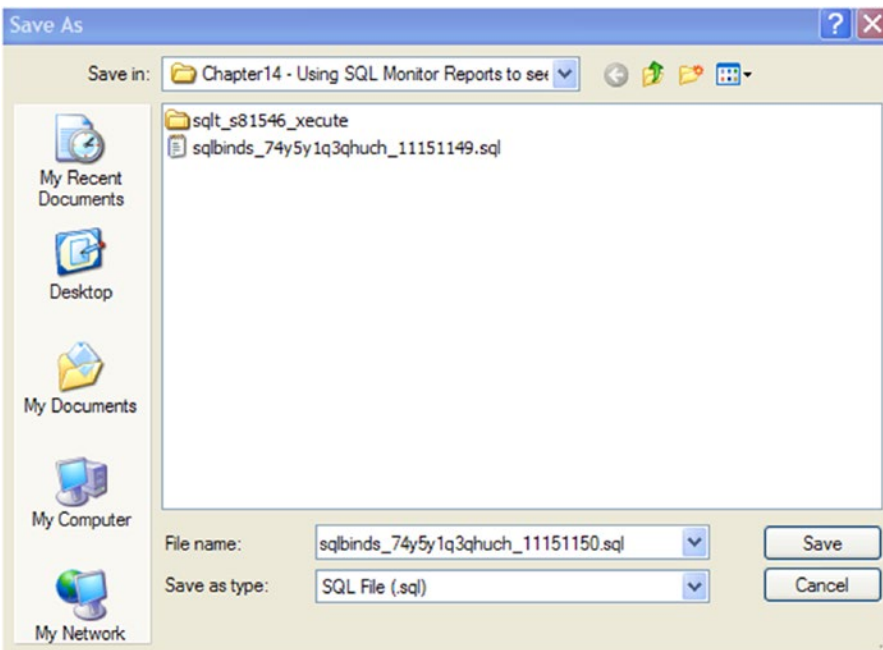 Save As
Save in:
Chapter14 - Using SQL Monitor Reports to see
sqlt_s81546_xecute
sqlbinds_74y5y1q3qhuch_11151149.sql
My Recent
Documents
Desktop
My Documents
My Computer
My Network
File name:
sqlbinds_74y5y1q3qhuch_11151150.sql
Save
Save as type:
SQL File (.sql)
Cancel